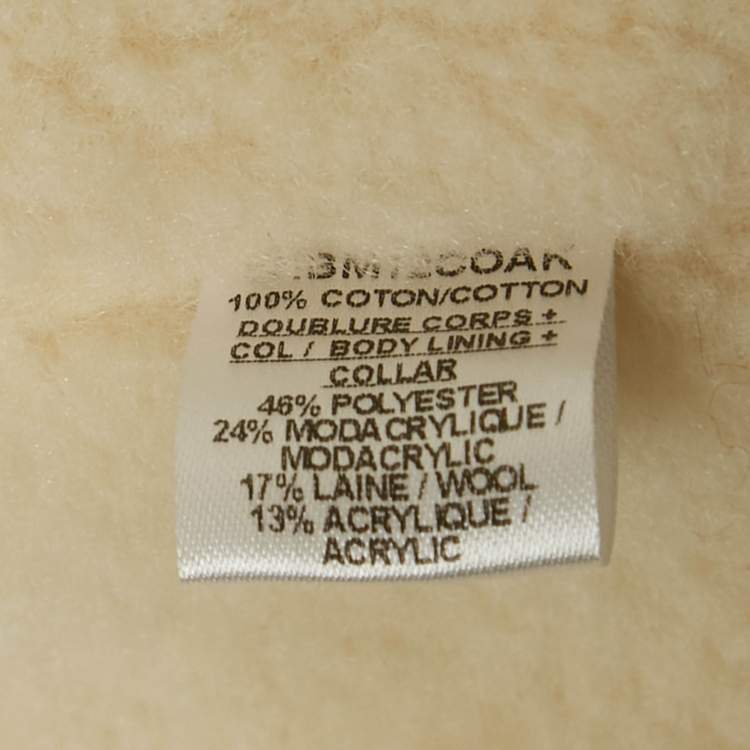 100% COTON/COTTON
DOUBLURE CORPS +
COL / BODY LINING +
COLLAR
46% POLYESTER
24% MODACRYLIQUE /
MODACRYLIC
17% LAINE / WOOL
13% ACRYLIQUE /
ACRYLIC